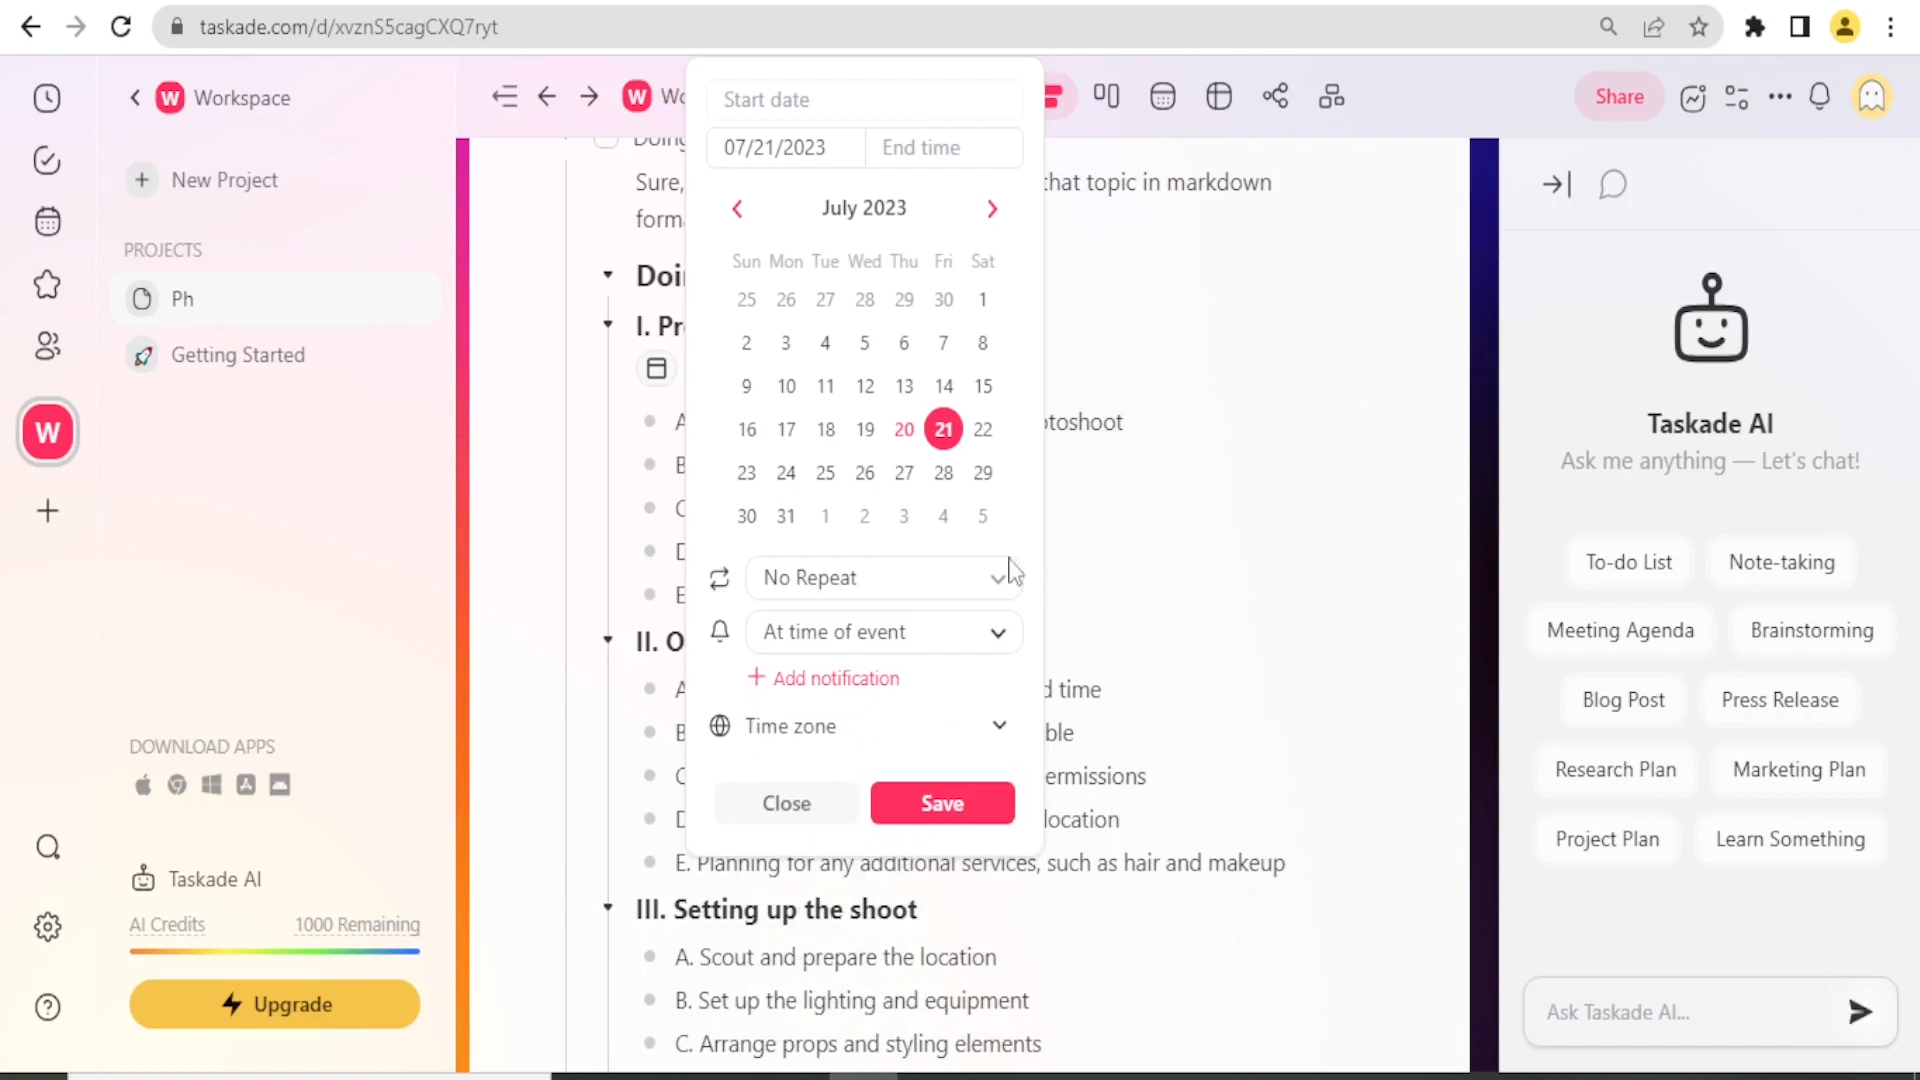 taskade.com/d/xvznS5cagCXQ7ryt
W Workspace
W
Share
New Project
PROJECTS
Ph
Getting Started
W
DOWNLOAD APPS
Taskade AI
AI Credits 1000 Remaining
Upgrade
Start date
07/21/2023 End time
July 2023
Sun Mon Tue Wed Thu Fri Sat
25 26 27 28 29 30 1
2 3 4 5 6 7 8
9 10 11 12 13 14 15
16 17 18 19 20 21 22
23 24 25 26 27 28 29
30 31 1 2 3 4 5
No Repeat
At time of event
+ Add notification
Time zone
Close Save
Sure, that topic in markdown
I.
II.
d time
location
E. Planning for any additional services, such as hair and makeup
III. Setting up the shoot
A. Scout and prepare the location
B. Set up the lighting and equipment
C. Arrange props and styling elements
Taskade AI
Ask me anything — Let's chat!
To-do List Note-taking
Meeting Agenda Brainstorming
Blog Post Press Release
Research Plan Marketing Plan
Project Plan Learn Something
Ask Taskade AI...